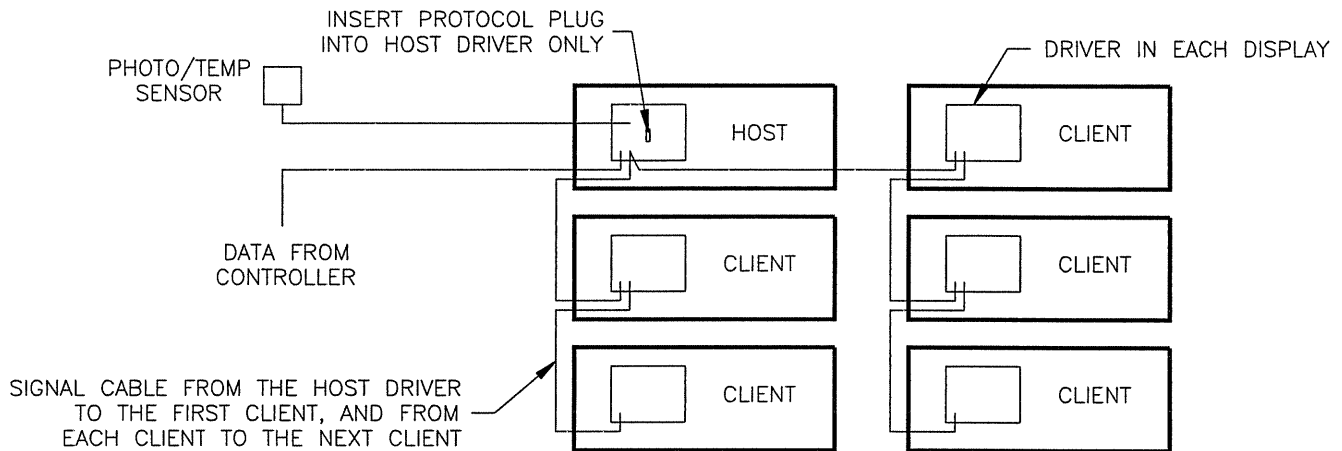 INSERT PROTOCOL PLUG
INTO HOST DRIVER ONLY
DRIVER IN EACH DISPLAY
PHOTO/TEMP
SENSOR
HOST
CLIENT
DATA FROM
CONTROLLER
CLIENT
CLIENT
SIGNAL CABLE FROM THE HOST DRIVER
TO THE FIRST CLIENT, AND FROM
EACH CLIENT TO THE NEXT CLIENT
CLIENT
CLIENT